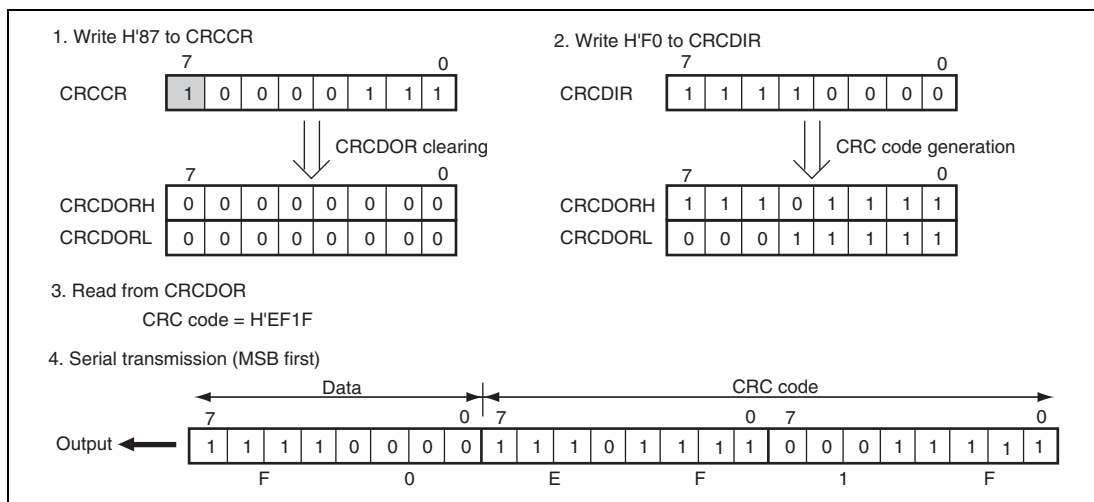 1. Write H'87 to CRCCR
7 0
CRCCR 1 0 0 0 0 1 1 1
CRCDOR clearing
7 0
CRCDORH 0 0 0 0 0 0 0 0
CRCDORL 0 0 0 0 0 0 0 0
2. Write H'F0 to CRCDIR
7 0
CRCDIR 1 1 1 1 0 0 0 0
CRC code generation
7 0
CRCDORH 1 1 1 0 1 1 1 1
CRCDORL 0 0 0 1 1 1 1 1
3. Read from CRCDOR
CRC code = H'EF1F
4. Serial transmission (MSB first)
Data CRC code
7 0 7 0 7 0
Output 1 1 1 1 0 0 0 0 1 1 1 0 1 1 1 1 0 0 0 1 1 1 1 1
F 0 E F 1 F